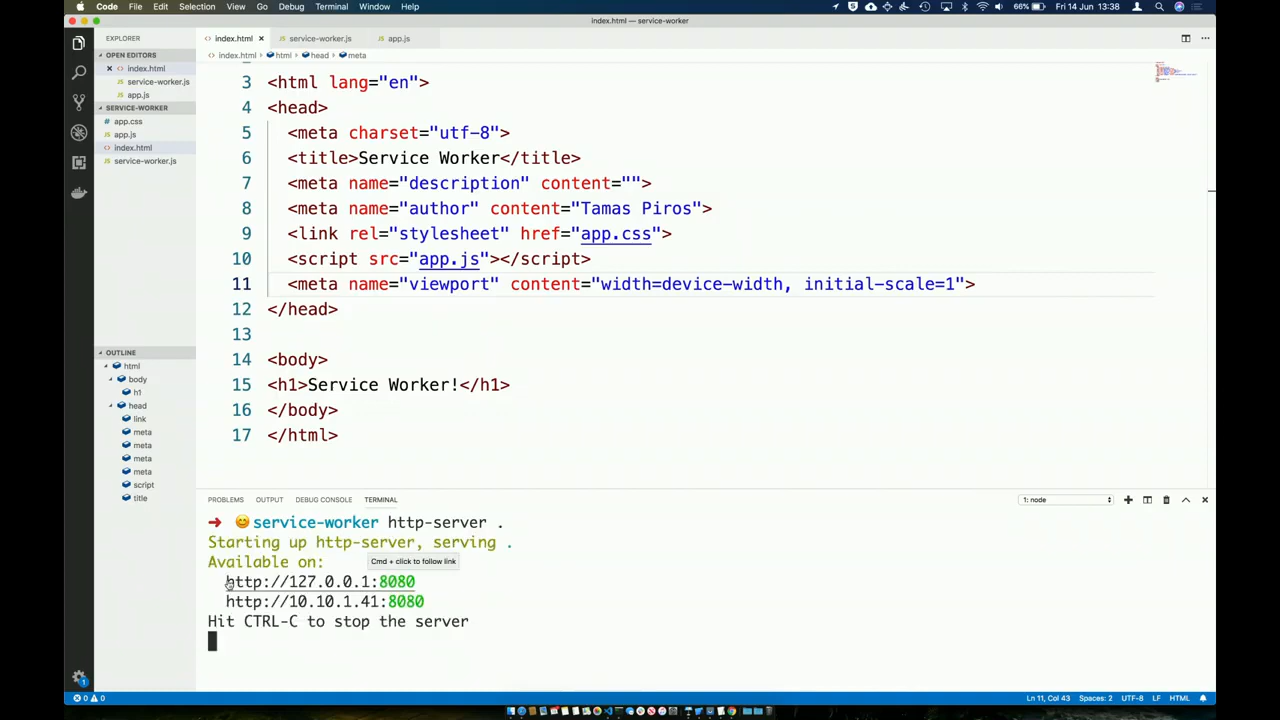 Code File Edit Selection View Go Debug Terminal Window Help
66% Fri 14 Jun 13:38
index.html — service-worker
EXPLORER
OPEN EDITORS
index.html
service-worker.js
app.js
SERVICE-WORKER
app.css
app.js
index.html
service-worker.js
OUTLINE
html
body
h1
head
link
meta
meta
meta
meta
script
title
index.html service-worker.js app.js
index.html html head meta
3 <html lang="en">
4 <head>
5 <meta charset="utf-8">
6 <title>Service Worker</title>
7 <meta name="description" content="">
8 <meta name="author" content="Tamas Piros">
9 <link rel="stylesheet" href="app.css">
10 <script src="app.js"></script>
11 <meta name="viewport" content="width=device-width, initial-scale=1">
12 </head>
13
14 <body>
15 <h1>Service Worker!</h1>
16 </body>
17 </html>
PROBLEMS OUTPUT DEBUG CONSOLE TERMINAL 1: node
➜ 😊 service-worker http-server .
Starting up http-server, serving .
Available on:
Cmd + click to follow link
http://127.0.0.1:8080
http://10.10.1.41:8080
Hit CTRL-C to stop the server
1
0 0 Ln 11, Col 43 Spaces: 2 UTF-8 LF HTML